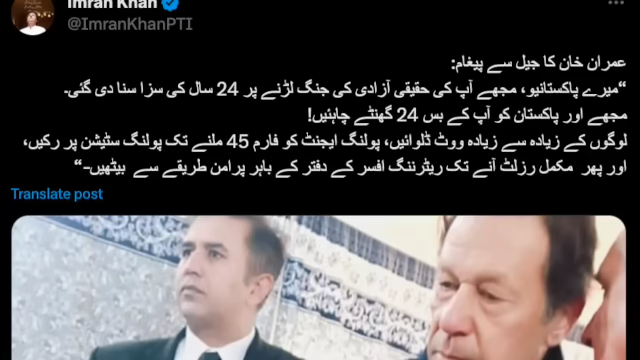 Imran Khan
@ImranKhanPTI
عمران خان کا جیل سے پیغام:
“میرے پاکستانیو، مجھے آپ کی حقیقی آزادی کی جنگ لڑنے پر 24 سال کی سزا سنا دی گئی۔
مجھے اور پاکستان کو آپ کے بس 24 گھنٹے چاہئیں!
لوگوں کے زیادہ سے زیادہ ووٹ ڈلوائیں، پولنگ ایجنٹ کو فارم 45 ملنے تک پولنگ سٹیشن پر رکیں،
اور پھر مکمل رزلٹ آنے تک ریٹرننگ افسر کے دفتر کے باہر پرامن طریقے سے بیٹھیں-“
Translate post